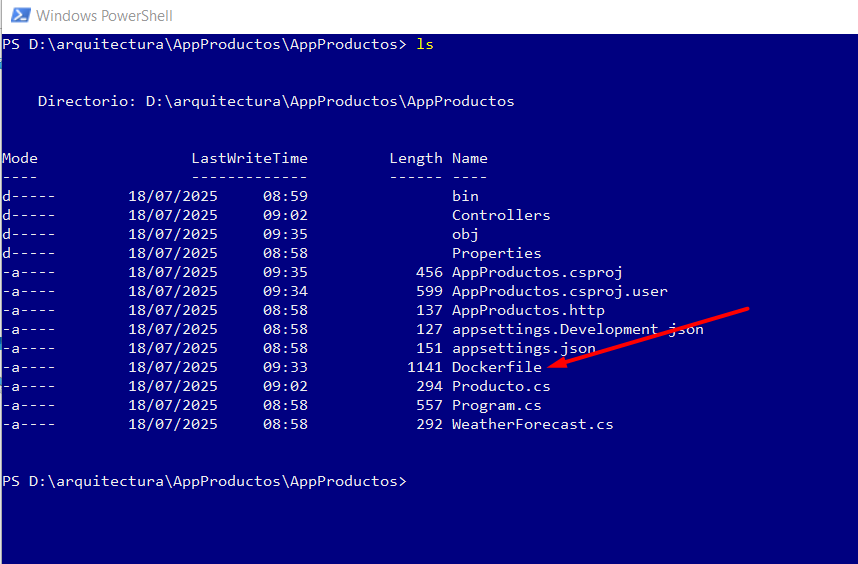 Windows PowerShell
PS D:\arquitectura\AppProductos\AppProductos> ls
Directorio: D:\arquitectura\AppProductos\AppProductos
Mode                 LastWriteTime         Length Name
----                 -------------         ------ ----
d-----        18/07/2025     08:59                bin
d-----        18/07/2025     09:02                Controllers
d-----        18/07/2025     09:35                obj
d-----        18/07/2025     08:58                Properties
-a----        18/07/2025     09:35            456 AppProductos.csproj
-a----        18/07/2025     09:34            599 AppProductos.csproj.user
-a----        18/07/2025     08:58            137 AppProductos.http
-a----        18/07/2025     08:58            127 appsettings.Development.json
-a----        18/07/2025     08:58            151 appsettings.json
-a----        18/07/2025     09:33           1141 Dockerfile
-a----        18/07/2025     09:02            294 Producto.cs
-a----        18/07/2025     08:58            557 Program.cs
-a----        18/07/2025     08:58            292 WeatherForecast.cs
PS D:\arquitectura\AppProductos\AppProductos>